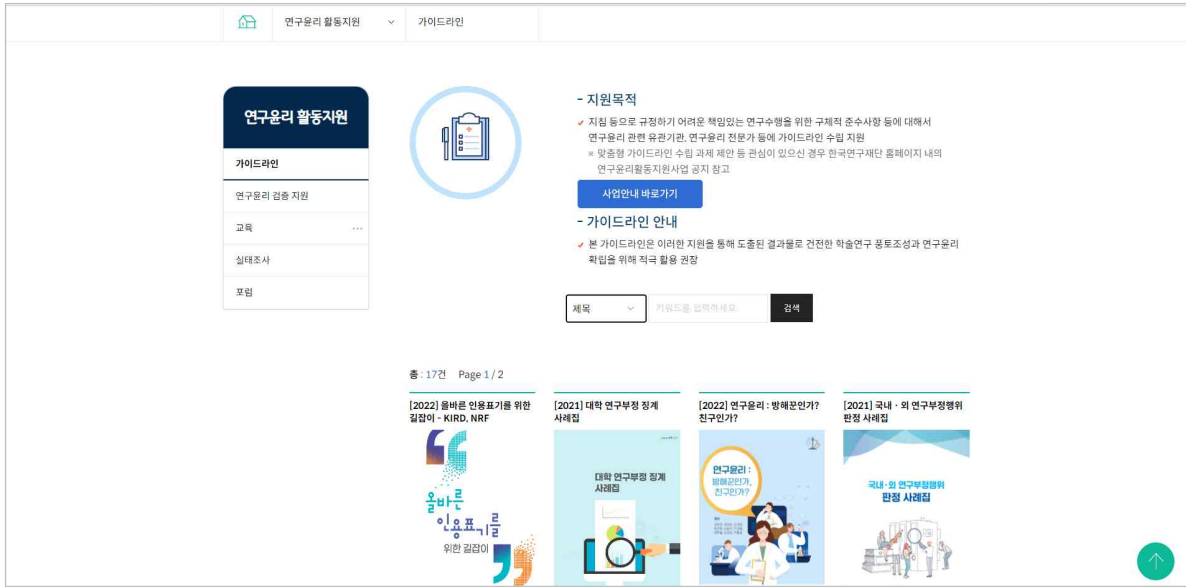 연구윤리 활동지원
가이드라인
연구윤리 활동지원
가이드라인
연구윤리 검증 지원
교육
실태조사
포럼
- 지원목적
지침 등으로 규정하기 어려운 책임있는 연구수행을 위한 구체적 준수사항 등에 대해서
연구윤리 관련 유관기관, 연구윤리 전문가 등에 가이드라인 수립 지원
※ 맞춤형 가이드라인 수립 과제 제안 등 관심이 있으신 경우 한국연구재단 홈페이지 내의
연구윤리활동지원사업 공지 참고
사업안내 바로가기
- 가이드라인 안내
본 가이드라인은 이러한 지원을 통해 도출된 결과물로 건전한 학술연구 풍토조성과 연구윤리
확립을 위해 적극 활용 권장
제목
키워드를 입력하세요.
검색
총 : 17건 Page 1 / 2
[2022] 올바른 인용표기를 위한
길잡이 - KIRD, NRF
올바른
인용표기를
위한 길잡이
[2021] 대학 연구부정 징계
사례집
대학 연구부정 징계
사례집
[2022] 연구윤리 : 방해꾼인가?
친구인가?
연구윤리 :
방해꾼인가,
친구인가?
[2021] 국내 · 외 연구부정행위
판정 사례집
국내·외 연구부정행위
판정 사례집